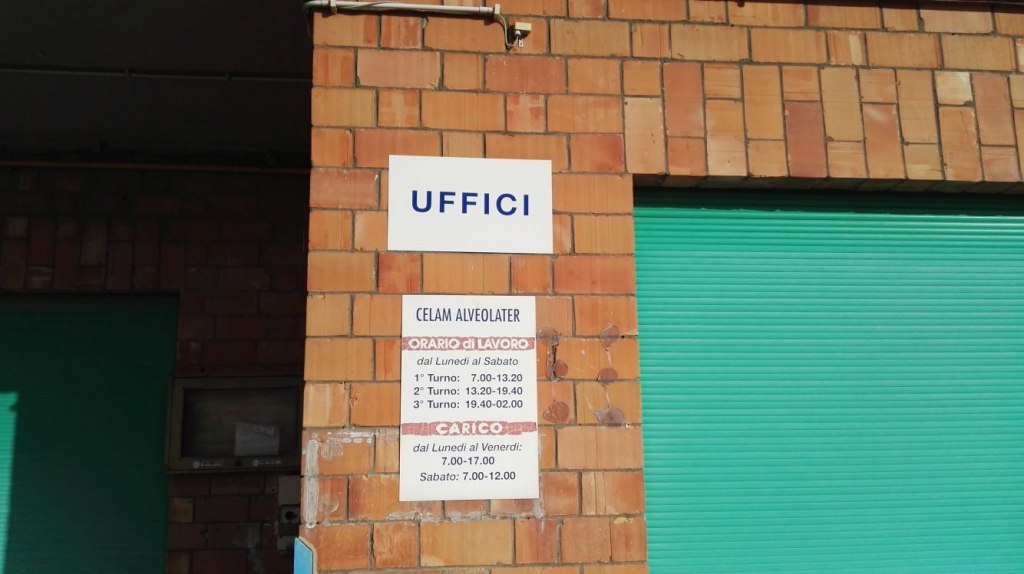 UFFICI
CELAM ALVEOLATER
ORARIO di LAVORO
dal Lunedì al Sabato
1° Turno: 7.00-13.20
2° Turno: 13.20-19.40
3° Turno: 19.40-02.00
CARICO
dal Lunedì al Venerdì:
7.00-17.00
Sabato: 7.00-12.00